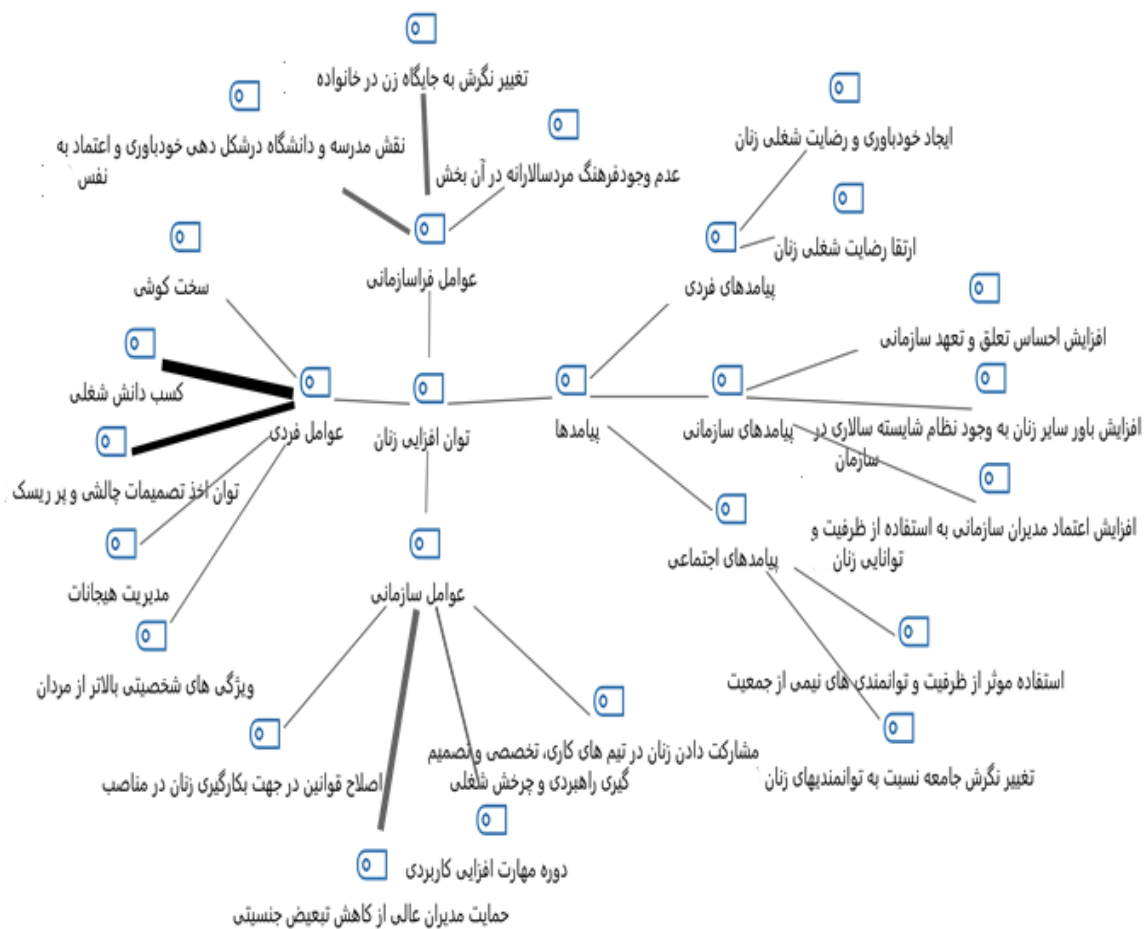 تغییر نگرش به جایگاه زن در خانواده
نقش مدرسه و دانشگاه درشکل دهی خودباوری و اعتماد به
نفس
عدم وجودفرهنگ مردسالارانه در آن بخش
ایجاد خودباوری و رضایت شغلی زنان
ارتقا رضایت شغلی زنان
سخت کوشی
عوامل فراسازمانی
پیامدهای فردی
افزایش احساس تعلق و تعهد سازمانی
کسب دانش شغلی
عوامل فردی
توان افزایی زنان
پیامدها
پیامدهای سازمانی
افزایش باور سایر زنان به وجود نظام شایسته سالاری در
سازمان
توان اخذ تصمیمات چالشی و پر ریسک
افزایش اعتماد مدیران سازمانی به استفاده از ظرفیت و
توانایی زنان
پیامدهای اجتماعی
مدیریت هیجانات
عوامل سازمانی
ویژگی های شخصیتی بالاتر از مردان
استفاده موثر از ظرفیت و توانمندی های نیمی از جمعیت
مشارکت دادن زنان در تیم های کاری، تخصصی و تصمیم
گیری راهبردی و چرخش شغلی
اصلاح قوانین در جهت بکارگیری زنان در مناصب
تغییر نگرش جامعه نسبت به توانمندیهای زنان
دوره مهارت افزایی کاربردی
حمایت مدیران عالی از کاهش تبعیض جنسیتی